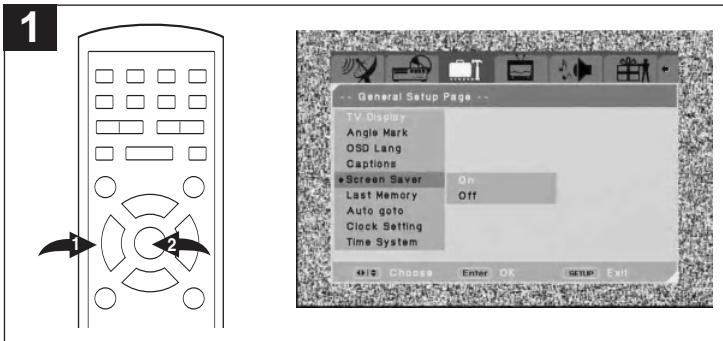 1
1
2
-- General Setup Page --
TV Display
Angle Mark
OSD Lang
Captions
Screen Saver On
Last Memory Off
Auto goto
Clock Setting
Time System
Choose Enter OK SETUP Exit